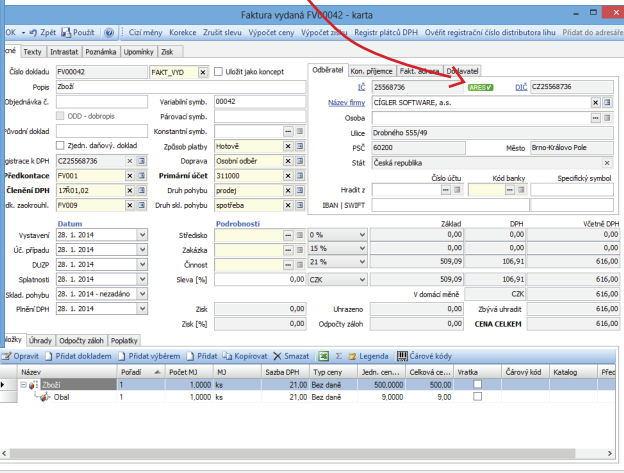 Faktura vydaná FV00042 - karta
OK Zpět Použít Cizí měny Korekce Zrušit slevu Výpočet ceny Výpočet zisku Registr plátců DPH Ověřit registrační číslo distributora lihu Přidat do adresáře
cné Texty Intrastat Poznámka Upomínky Zisk
Číslo dokladu FV00042 FAKT_VYD Uložit jako koncept
Popis Zboží
Objednávka č. Variabilní symb. 00042
ODD - dobropis Párovací symb.
Původní doklad Konstantní symb.
Zjedn. daňový. doklad Způsob platby Hotově
gistrace k DPH CZ25568736 Doprava Osobní odběr
Předkontace FV001 Primární účet 311000
Členění DPH 17Ř01,02 Druh pohybu prodej
dk. zaokrouhl. FV009 Druh skl. pohybu spotřeba
Odběratel Kon. příjemce Fakt. adresa Dodavatel
IČ 25568736 ARES DIČ CZ25568736
Název firmy CÍGLER SOFTWARE, a.s.
Osoba
Ulice Drobného 555/49
PSČ 60200 Město Brno-Královo Pole
Stát Česká republika
Číslo účtu Kód banky Specifický symbol
Hradit z
IBAN | SWIFT
Datum Podrobnosti Základ DPH Včetně DPH
Vystavení 28. 1. 2014 Středisko 0 % 0,00 0,00 0,00
Úč. případu 28. 1. 2014 Zakázka 15 % 0,00 0,00 0,00
DUZP 28. 1. 2014 Činnost 21 % 509,09 106,91 616,00
Splatnosti 28. 1. 2014 Sleva [%] 0,00 CZK 509,09 106,91 616,00
Sklad. pohybu 28. 1. 2014 - nezadáno V domácí měně CZK 616,00
Plnění DPH 28. 1. 2014 Zisk 0,00 Uhrazeno 0,00 Zbývá uhradit 616,00
Zisk [%] 0,00 Odpočty záloh 0,00 CENA CELKEM 616,00
oložky Úhrady Odpočty záloh Poplatky
Opravit Přidat dokladem Přidat výběrem Přidat Kopírovat Smazat Σ Legenda Čárové kódy
Název Pořadí Počet MJ MJ Sazba DPH Typ ceny Jedn. cen... Celková ce... Vratka Čárový kód Katalog Před
Zboží 1 1,0000 ks 21,00 Bez daně 500,0000 500,00
Obal 1 1,0000 ks 21,00 Bez daně 9,0000 9,00